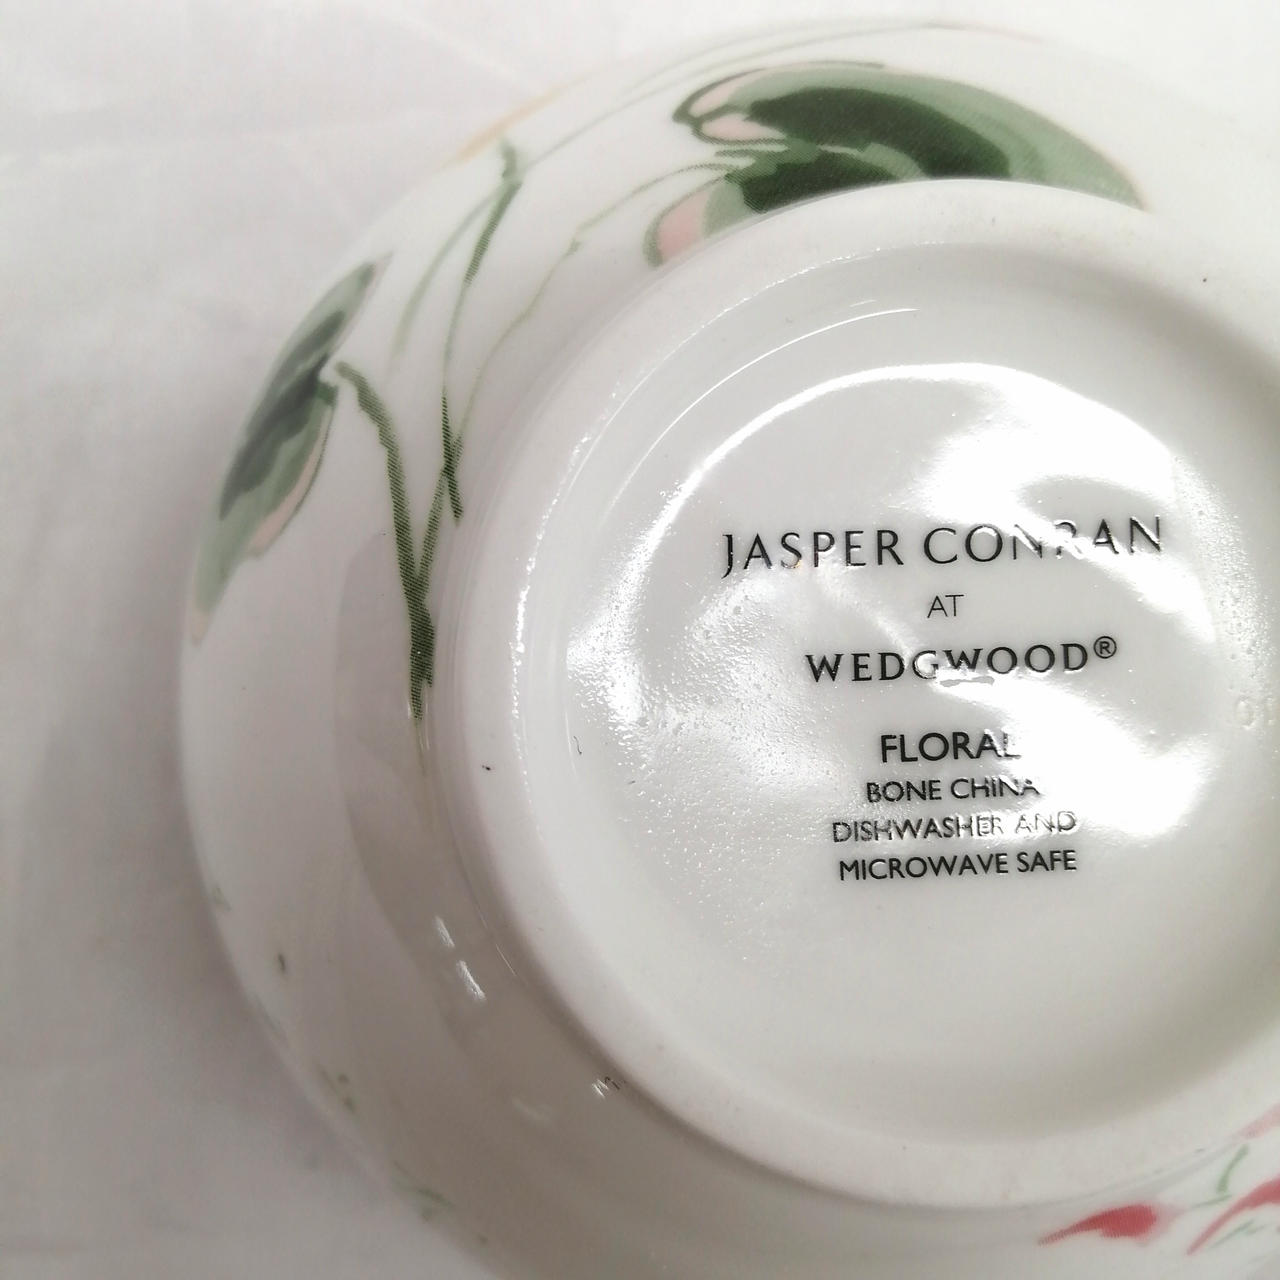 JASPER CONRAN
AT
WEDGWOOD®
FLORAL
BONE CHINA
DISHWASHER AND
MICROWAVE SAFE